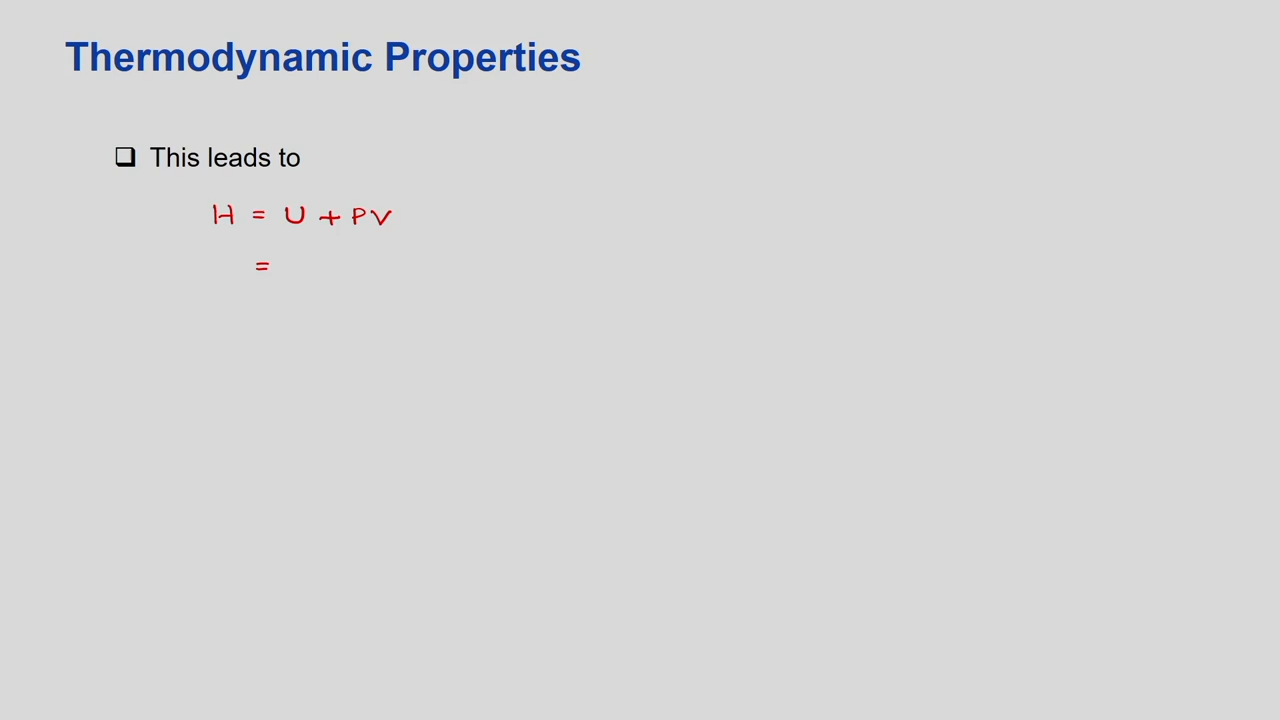 Thermodynamic Properties
❑ This leads to
H = U + PV
=